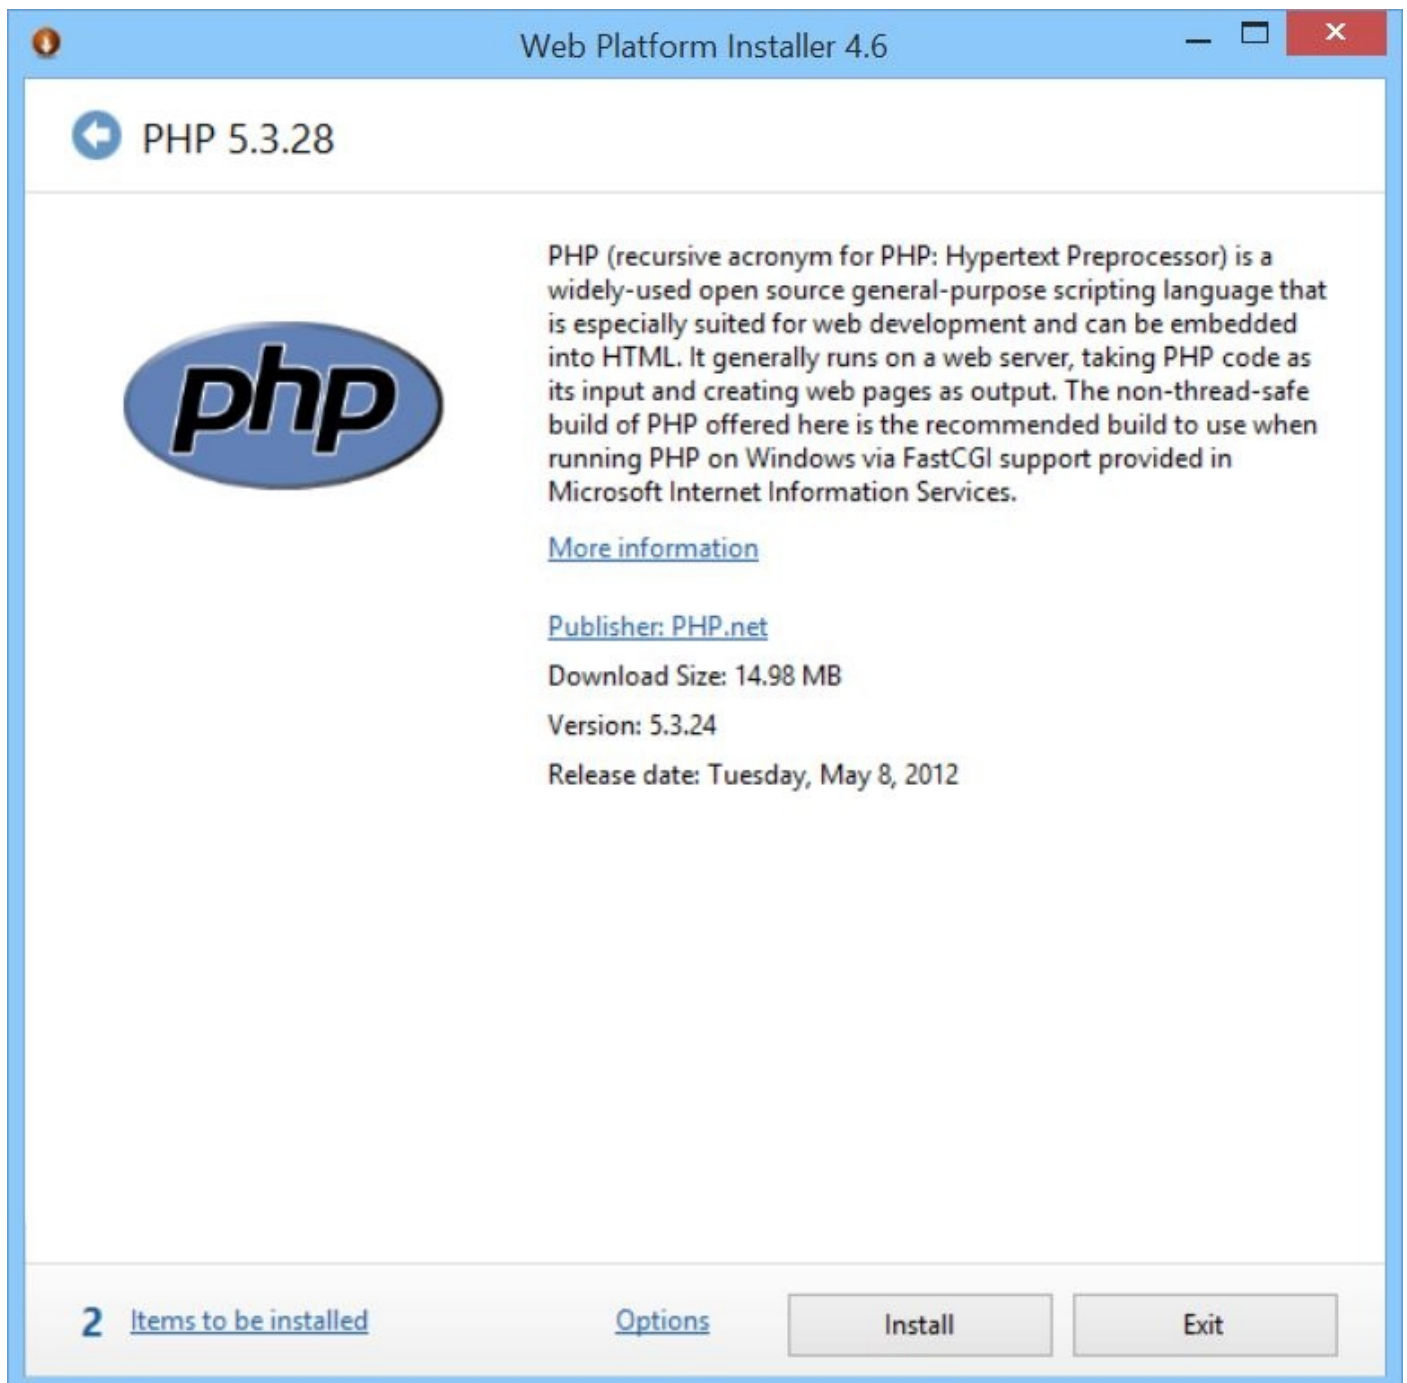 Web Platform Installer 4.6
PHP 5.3.28
php
PHP (recursive acronym for PHP: Hypertext Preprocessor) is a
widely-used open source general-purpose scripting language that
is especially suited for web development and can be embedded
into HTML. It generally runs on a web server, taking PHP code as
its input and creating web pages as output. The non-thread-safe
build of PHP offered here is the recommended build to use when
running PHP on Windows via FastCGI support provided in
Microsoft Internet Information Services.
More information
Publisher: PHP.net
Download Size: 14.98 MB
Version: 5.3.24
Release date: Tuesday, May 8, 2012
2 Items to be installed Options Install Exit